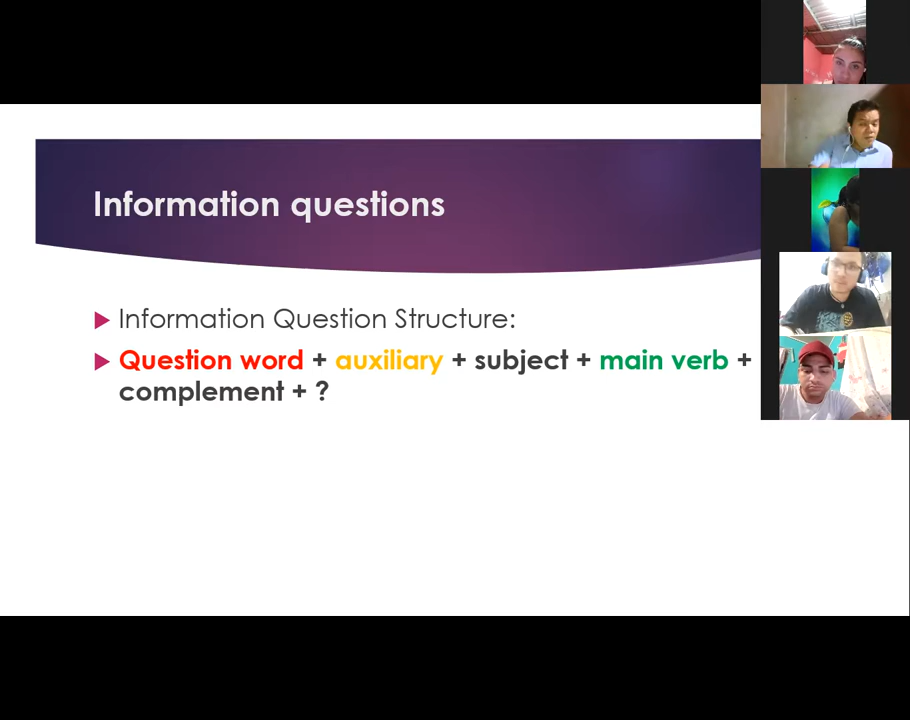 Information questions
Information Question Structure:
Question word + auxiliary + subject + main verb +
complement + ?